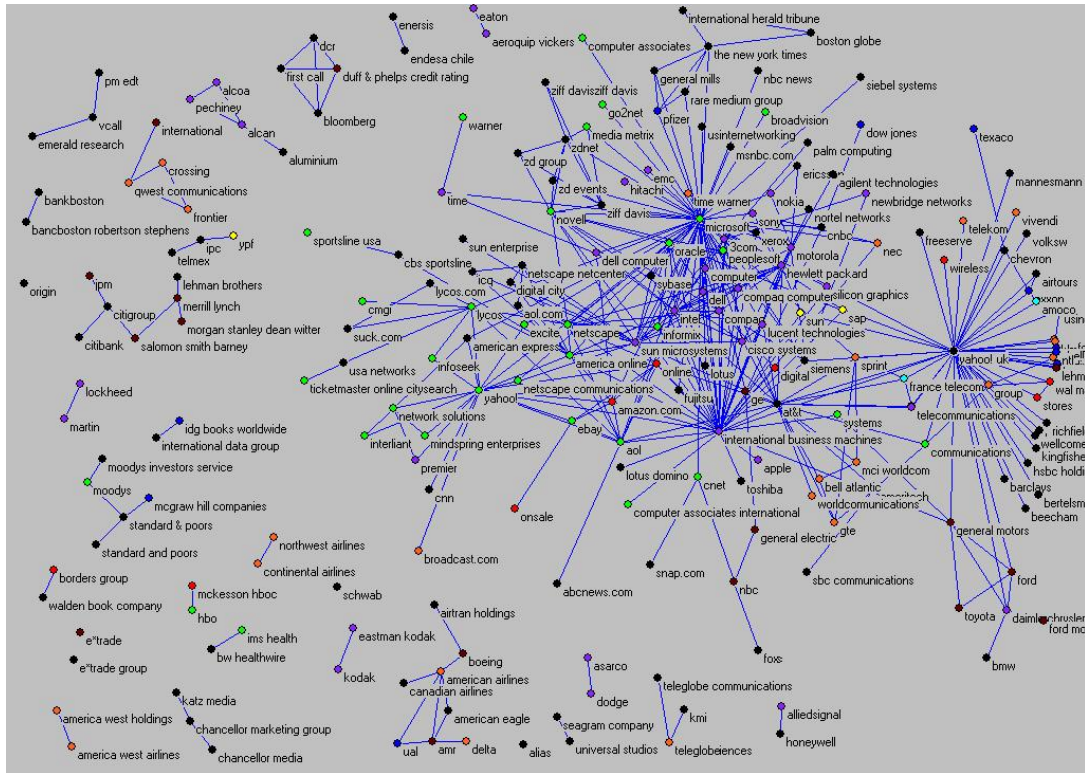 eaton
international herald tribune
enersis
dcr
aeroquip vickers
computer associates
boston globe
endesa chile
the new york times
first call
duff & phelps credit rating
pm edt
general mills
nbc news
alcoa
siebel systems
ziff davis
ziff davis
rare medium group
pechiney
go2net
bloomberg
vcall
pfizer
broadvision
warner
international
alcan
media metrix
usinternetworking
dow jones
texaco
emerald research
zdnet
palm computing
aluminium
zd group
msnbc.com
crossing
emc
ericsson
agilent technologies
mannesmann
qwest communications
hitachi
zd events
time
time warner
nokia
newbridge networks
bankboston
ziff davis
frontier
novell
microsoft
sony
nortel networks
vivendi
telekom
bancboston robertson stephens
ypf
sportsline usa
cnbc
volksw
ipc
sun enterprise
oracle
3com
xerox
freeserve
telmex
cbs sportsline
dell computer
peoplesoft
motorola
nec
chevron
netscape netcenter
wireless
hewlett packard
airtours
jpm
lehman brothers
icq
digital city
sybase
computer
origin
lycos.com
dell
compaq computer
silicon graphics
exxon
citigroup
merrill lynch
cmgi
lycos
aol.com
intel
compaq
sun
sap
amoco
excite
netscape
informix
lucent technologies
morgan stanley dean witter
suck.com
american express
citibank
salomon smith barney
sun microsystems
cisco systems
yahoo! uk
america online
infoseek
usa networks
online
lotus
siemens
sprint
lockheed
ticketmaster online citysearch
netscape communications
fujitsu
digital
france telecom
group
wal ma
yahoo!
ge
stores
network solutions
amazon.com
at&t
telecommunications
martin
idg books worldwide
ebay
systems
richfield
interliant
mindspring enterprises
international business machines
communications
wellcome
international data group
aol
kingfisher
moodys investors service
premier
apple
mci worldcom
hsbc holdi
lotus domino
moodys
cnet
toshiba
bell atlantic
barclays
mcgraw hill companies
cnn
worldcomunications
bertelsm
standard & poors
onsale
computer associates international
beecham
gte
general motors
general electric
standard and poors
northwest airlines
broadcast.com
continental airlines
snap.com
sbc communications
borders group
nbc
ford
mckesson hboc
abcnews.com
schwab
walden book company
hbo
airtran holdings
toyota
daimlerchrysler
ford mo
e*trade
ims health
eastman kodak
bw healthwire
boeing
asarco
fox
bmw
e*trade group
kodak
american airlines
teleglobe communications
canadian airlines
katz media
dodge
america west holdings
american eagle
seagram company
kmi
alliedsignal
chancellor marketing group
america west airlines
chancellor media
ual
amr
delta
alias
universal studios
honeywell